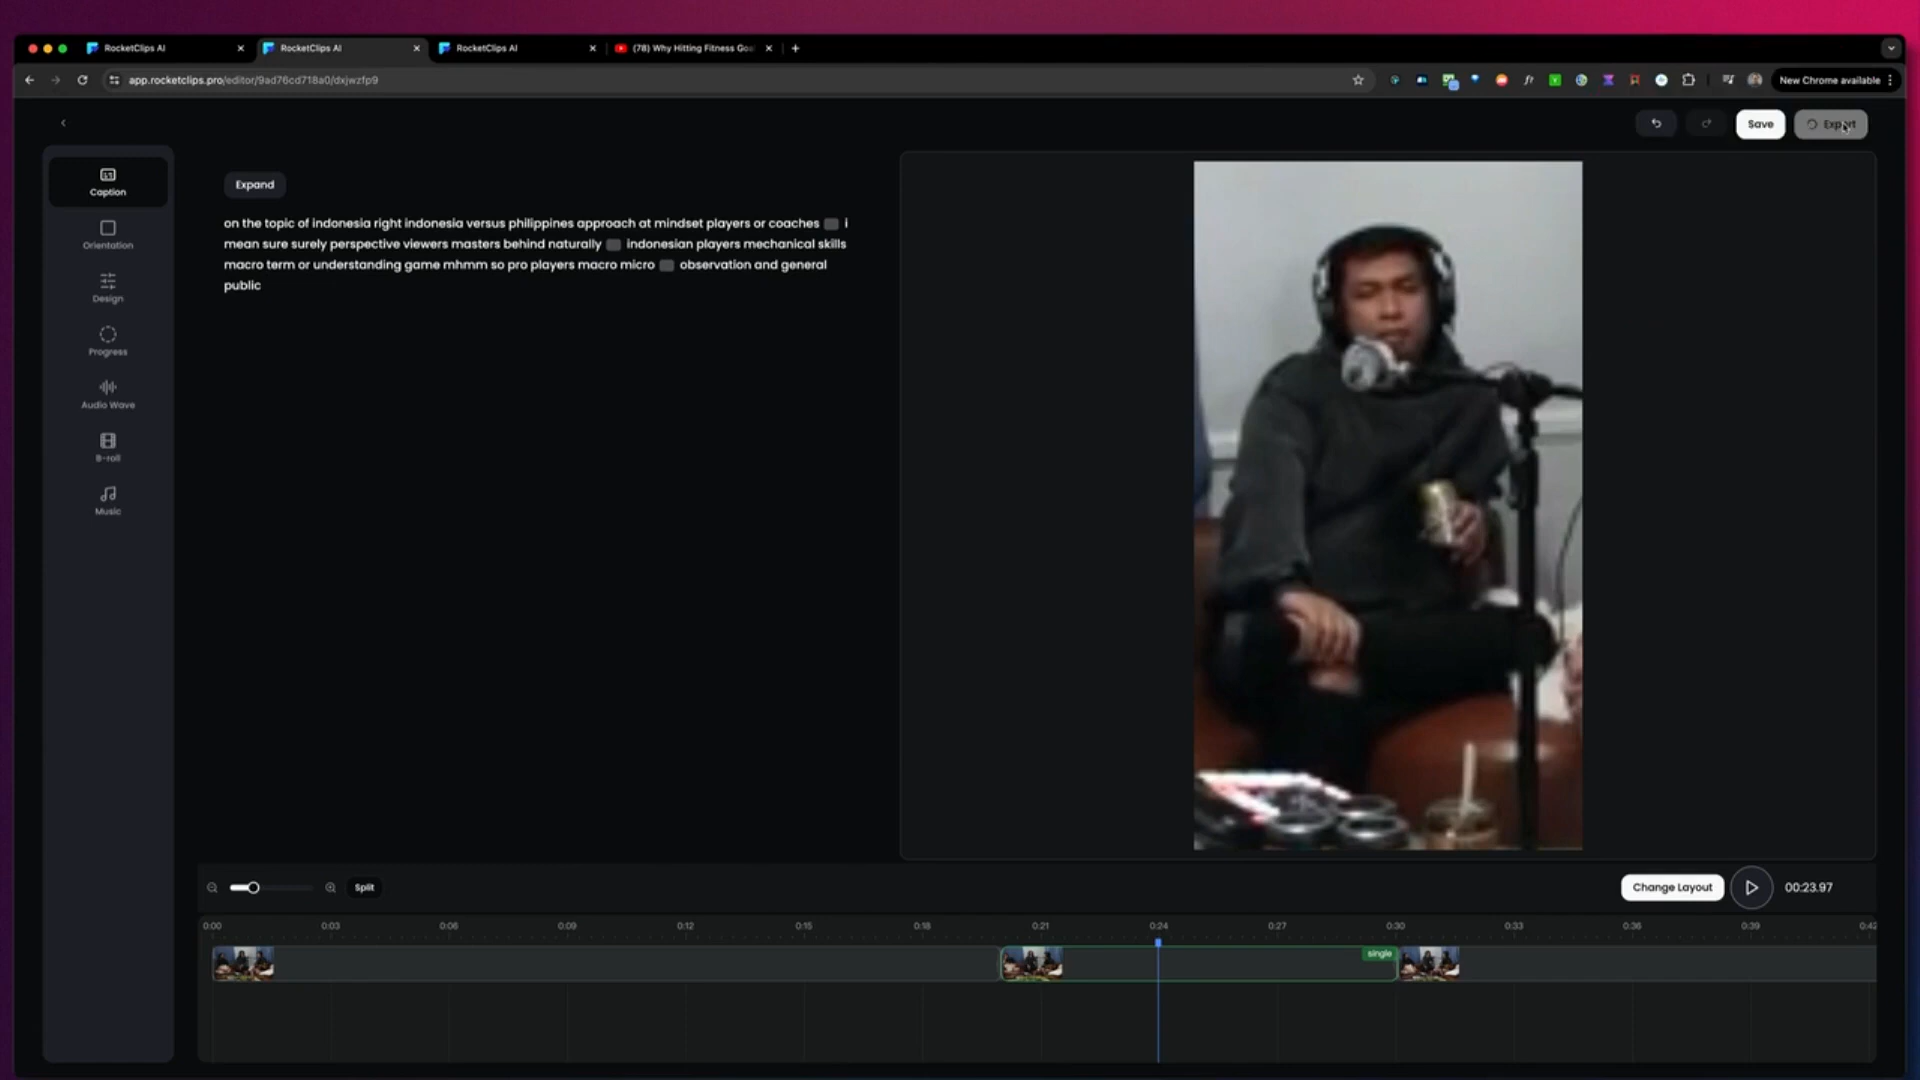 RocketClips AI
RocketClips AI
RocketClips AI
(78) Why Hitting Fitness Goa
app.rocketclips.pro/editor/9ad76cd718a0/dxjwzfp9
New Chrome available
Save
Export
Caption
Orientation
Design
Progress
Audio Wave
B-roll
Music
Expand
on the topic of indonesia right indonesia versus philippines approach at mindset players or coaches i
mean sure surely perspective viewers masters behind naturally indonesian players mechanical skills
macro term or understanding game mhmm so pro players macro micro observation and general
public
Split
Change Layout
00:23.97
0:00 0:03 0:06 0:09 0:12 0:15 0:18 0:21 0:24 0:27 0:30 0:33 0:36 0:39 0:42
single